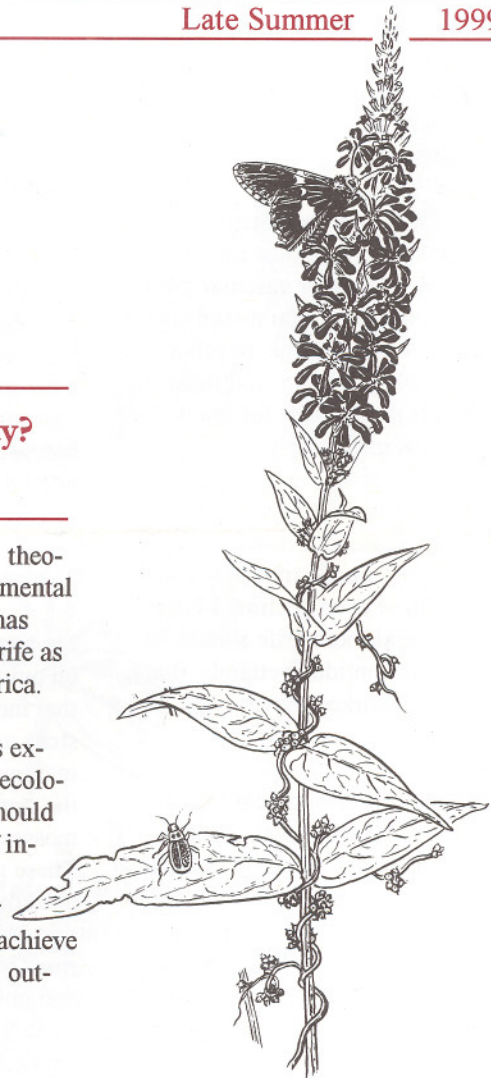 Late Summer 1999
y?
theo-
mental
has
rife as
rica.
s ex-
ecolo-
hould
f in-
achieve
out-